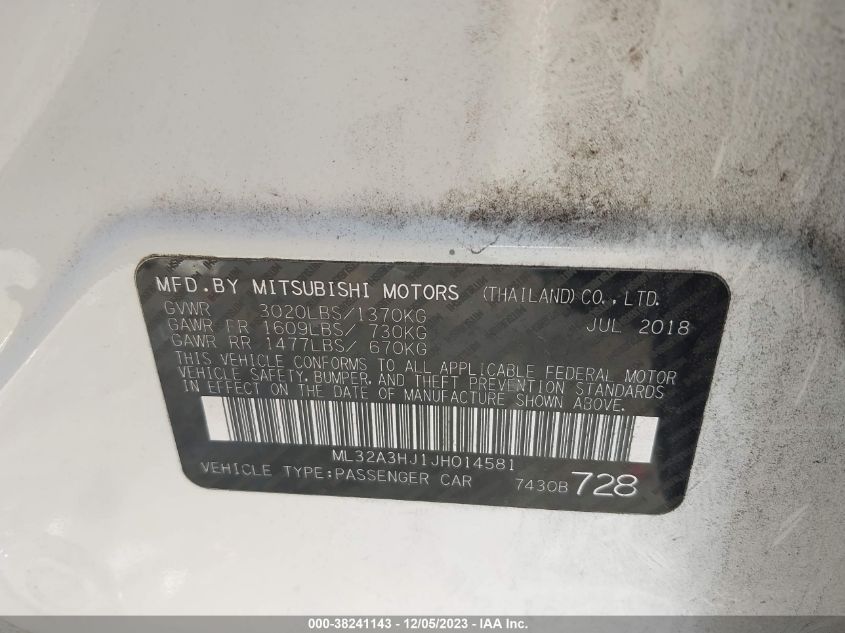 MFD.BY MITSUBISHI MOTORS (THAILAND)CO.,LTD.
GVWR 3020LBS/1370KG JUL 2018
GAWR FR 1609LBS/ 730KG
GAWR RR 1477LBS/ 670KG
THIS VEHICLE CONFORMS TO ALL APPLICABLE FEDERAL MOTOR
VEHICLE SAFETY, BUMPER, AND THEFT PREVENTION STANDARDS
IN EFFECT ON THE DATE OF MANUFACTURE SHOWN ABOVE.
ML32A3HJ1JH014581
VEHICLE TYPE:PASSENGER CAR 7430B 728
000-38241143 - 12/05/2023 - IAA Inc.